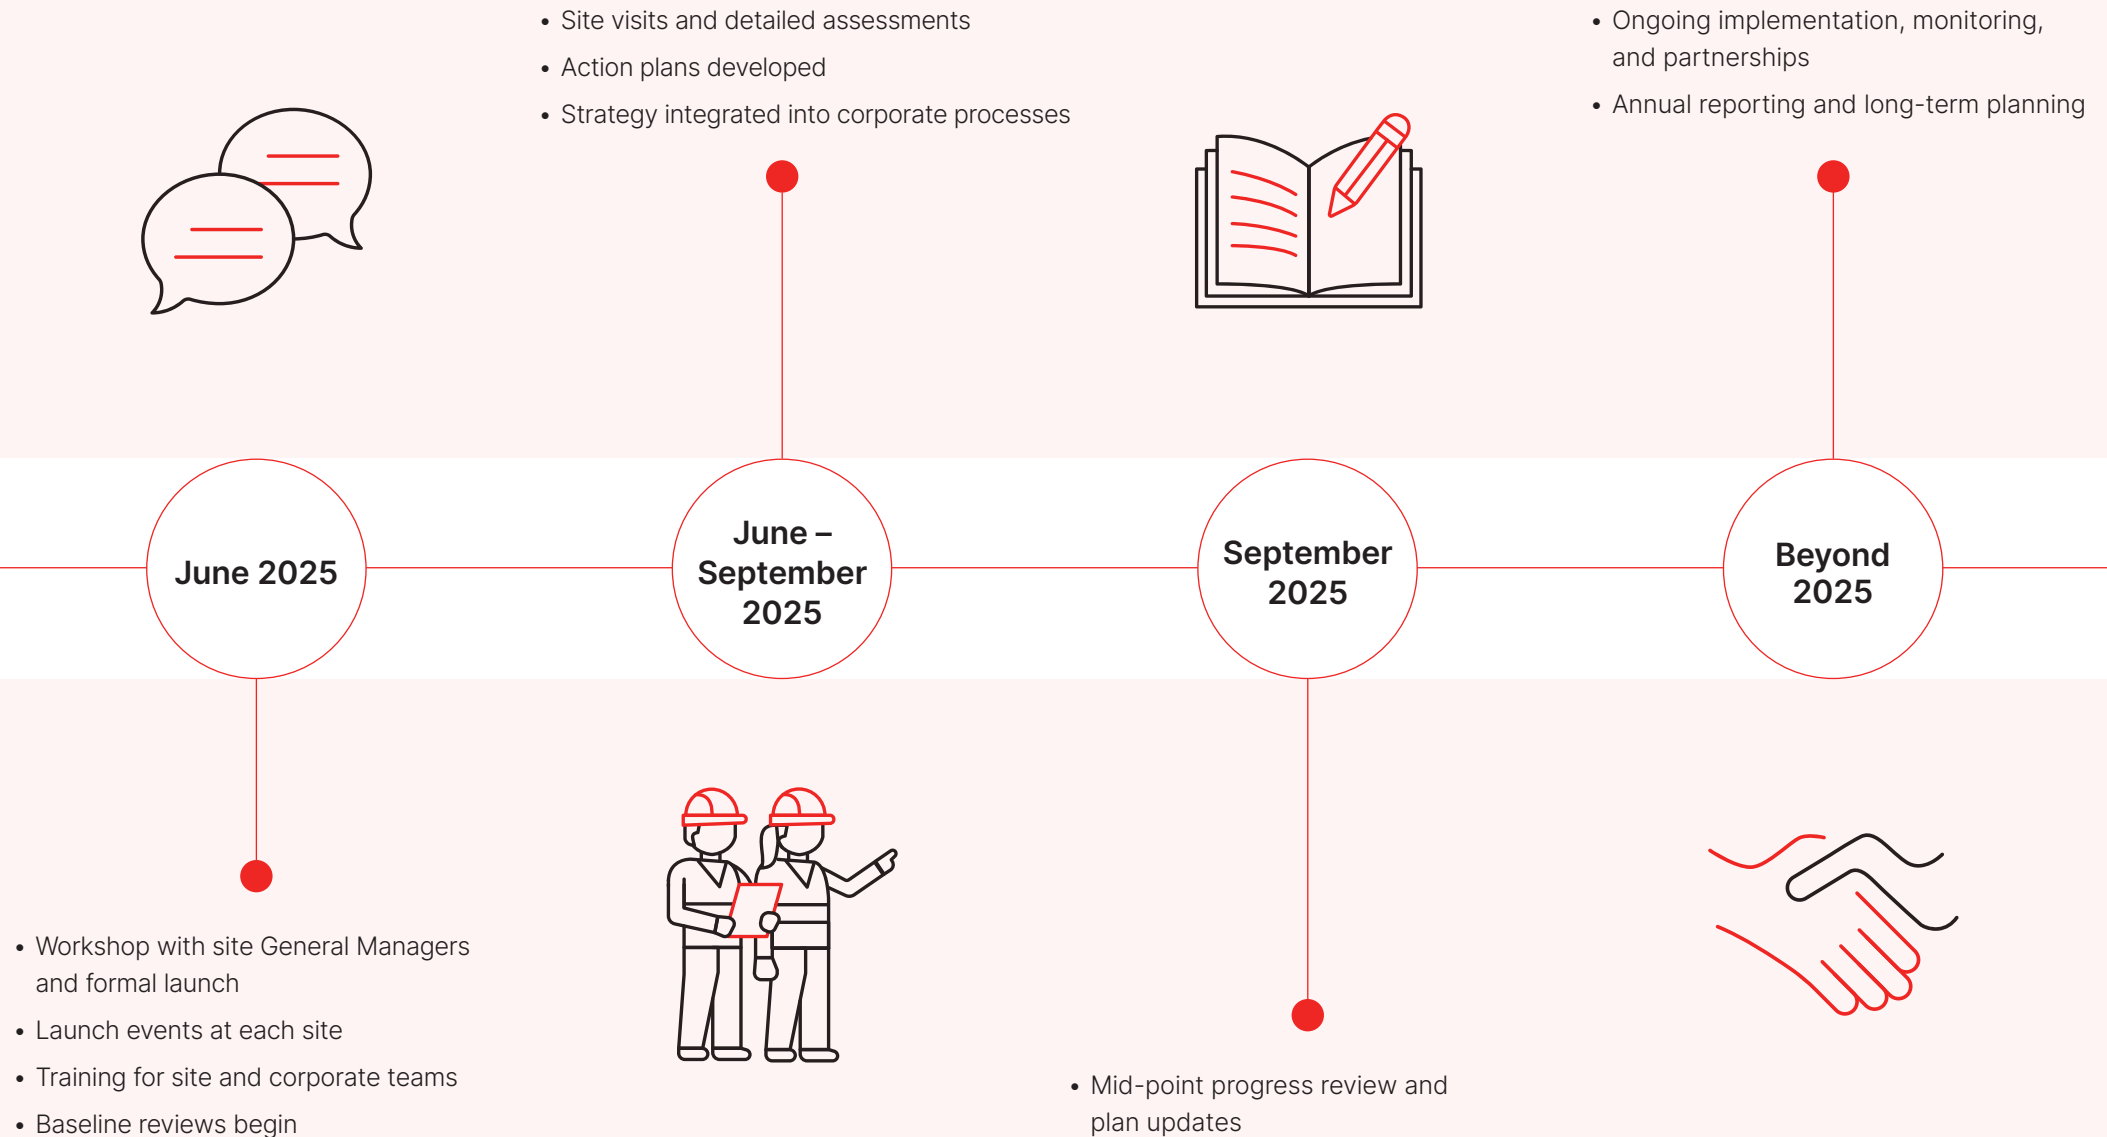 • Site visits and detailed assessments
• Action plans developed
• Strategy integrated into corporate processes
• Ongoing implementation, monitoring,
and partnerships
• Annual reporting and long-term planning
June 2025
June –
September
2025
September
2025
Beyond
2025
• Workshop with site General Managers
and formal launch
• Launch events at each site
• Training for site and corporate teams
• Baseline reviews begin
• Mid-point progress review and
plan updates